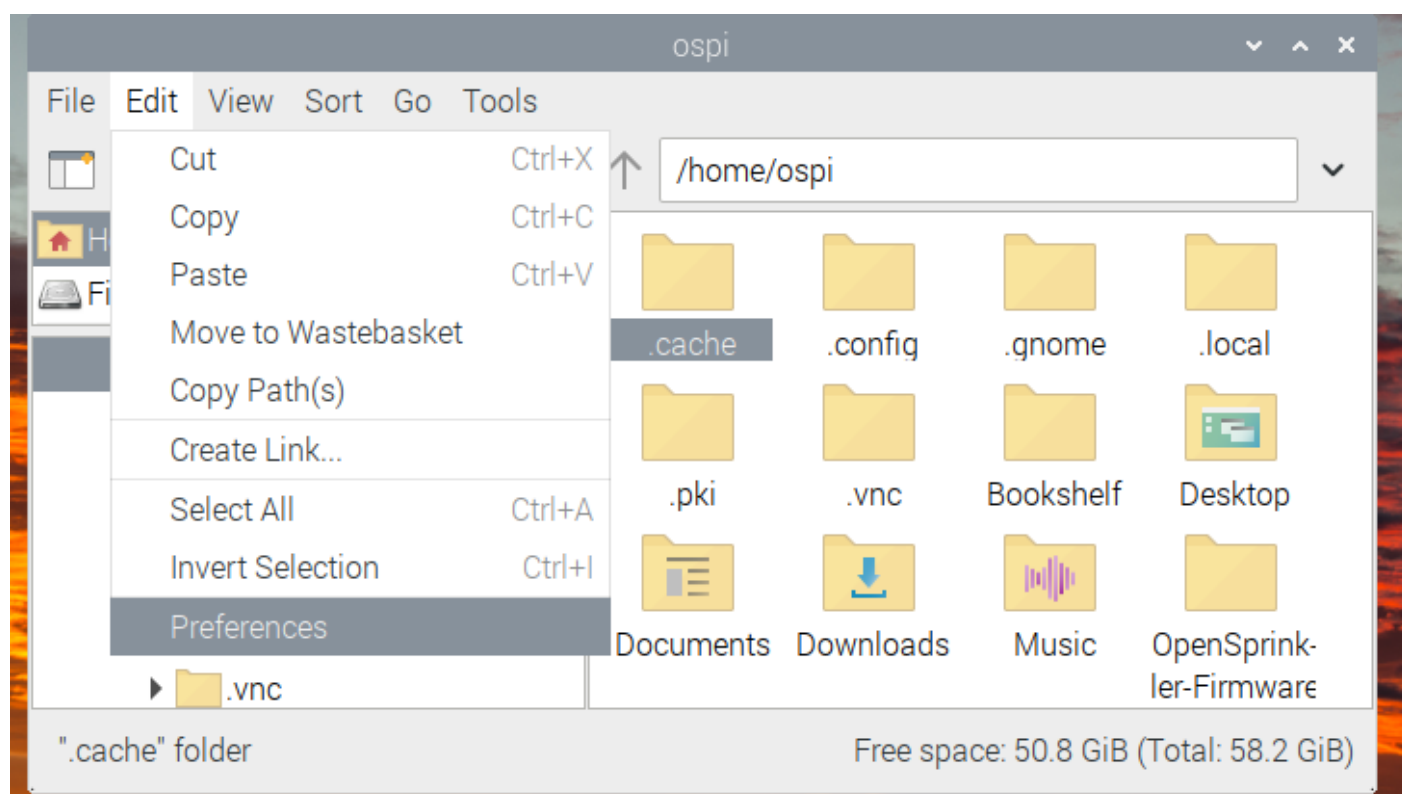 ospi
File Edit View Sort Go Tools
Cut Ctrl+X
Copy Ctrl+C
Paste Ctrl+V
Move to Wastebasket
Copy Path(s)
Create Link...
Select All Ctrl+A
Invert Selection Ctrl+I
Preferences
/home/ospi
H
Fi
.vnc
.cache .config .gnome .local
.pki .vnc Bookshelf Desktop
Documents Downloads Music OpenSprink-
ler-Firmware
".cache" folder Free space: 50.8 GiB (Total: 58.2 GiB)